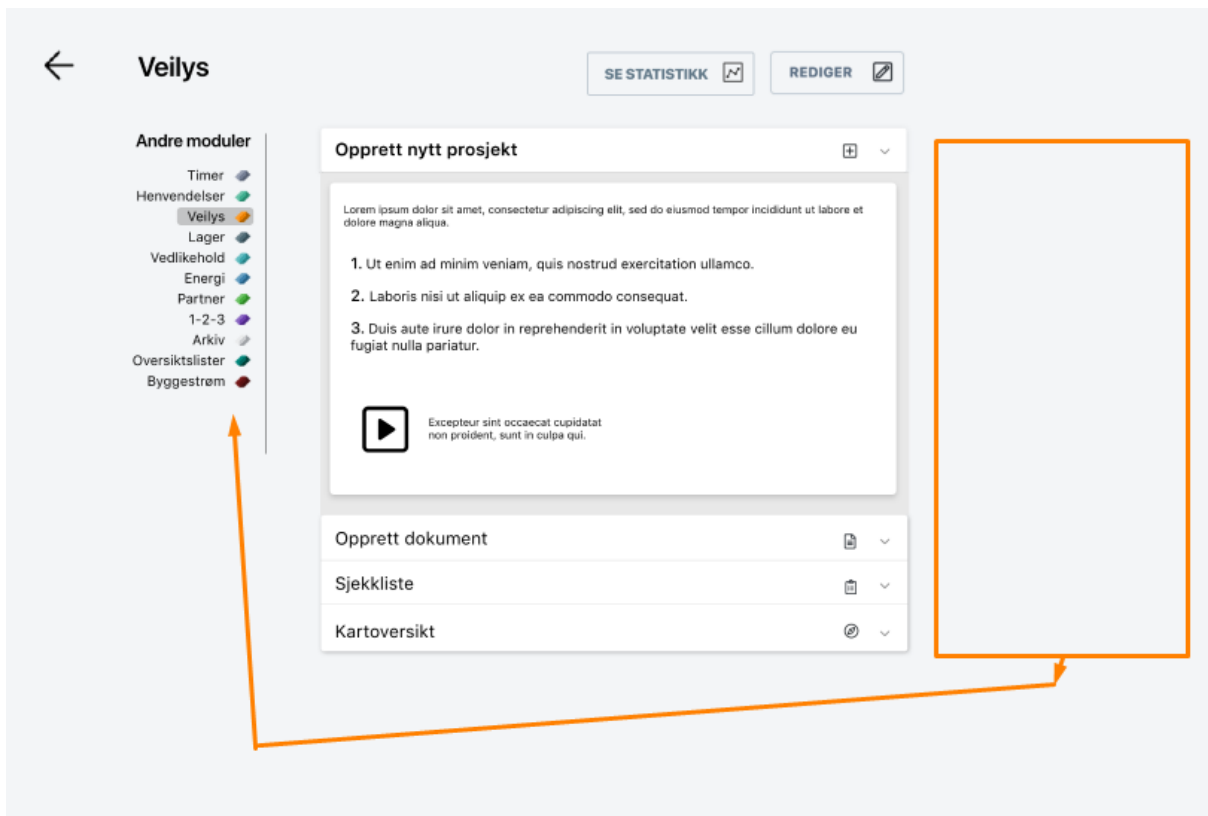 Veilys
SE STATISTIKK
REDIGER
Andre moduler
Timer
Henvendelser
Veilys
Lager
Vedlikehold
Energi
Partner
1-2-3
Arkiv
Oversiktslister
Byggestrøm
Opprett nytt prosjekt
Lorem ipsum dolor sit amet, consectetur adipiscing elit, sed do eiusmod tempor incididunt ut labore et
dolore magna aliqua.
1. Ut enim ad minim veniam, quis nostrud exercitation ullamco.
2. Laboris nisi ut aliquip ex ea commodo consequat.
3. Duis aute irure dolor in reprehenderit in voluptate velit esse cillum dolore eu
fugiat nulla pariatur.
Excepteur sint occaecat cupidatat
non proident, sunt in culpa qui.
Opprett dokument
Sjekkliste
Kartoversikt